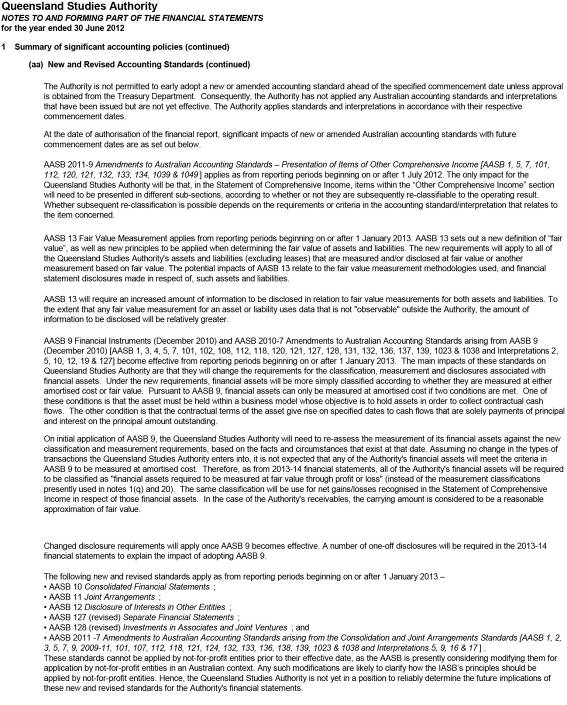 Queensland Studies Authority
NOTES TO AND FORMING PART OF THE FINANCIAL STATEMENTS
for the year ended 30 June 2012
1 Summary of significant accounting policies (continued)
(aa) New and Revised Accounting Standards (continued)
The Authority is not permitted to early adopt a new or amended accounting standard ahead of the specified commencement date unless approval
is obtained from the Treasury Department. Consequently, the Authority has not applied any Australian accounting standards and interpretations
that have been issued but are not yet effective. The Authority applies standards and interpretations in accordance with their respective
commencement dates.
At the date of authorisation of the financial report, significant impacts of new or amended Australian accounting standards with future
commencement dates are as set out below.
AASB 2011-9 Amendments to Australian Accounting Standards – Presentation of Items of Other Comprehensive Income [AASB 1, 5, 7, 101,
112, 120, 121, 132, 133, 134, 1039 & 1049] applies as from reporting periods beginning on or after 1 July 2012. The only impact for the
Queensland Studies Authority will be that, in the Statement of Comprehensive Income, items within the "Other Comprehensive Income" section
will need to be presented in different sub-sections, according to whether or not they are subsequently re-classifiable to the operating result.
Whether subsequent re-classification is possible depends on the requirements or criteria in the accounting standard/interpretation that relates to
the item concerned.
AASB 13 Fair Value Measurement applies from reporting periods beginning on or after 1 January 2013. AASB 13 sets out a new definition of "fair
value", as well as new principles to be applied when determining the fair value of assets and liabilities. The new requirements will apply to all of
the Queensland Studies Authority's assets and liabilities (excluding leases) that are measured and/or disclosed at fair value or another
measurement based on fair value. The potential impacts of AASB 13 relate to the fair value measurement methodologies used, and financial
statement disclosures made in respect of, such assets and liabilities.
AASB 13 will require an increased amount of information to be disclosed in relation to fair value measurements for both assets and liabilities. To
the extent that any fair value measurement for an asset or liability uses data that is not "observable" outside the Authority, the amount of
information to be disclosed will be relatively greater.
AASB 9 Financial Instruments (December 2010) and AASB 2010-7 Amendments to Australian Accounting Standards arising from AASB 9
(December 2010) [AASB 1, 3, 4, 5, 7, 101, 102, 108, 112, 118, 120, 121, 127, 128, 131, 132, 136, 137, 139, 1023 & 1038 and Interpretations 2,
5, 10, 12, 19 & 127] become effective from reporting periods beginning on or after 1 January 2013. The main impacts of these standards on
Queensland Studies Authority are that they will change the requirements for the classification, measurement and disclosures associated with
financial assets. Under the new requirements, financial assets will be more simply classified according to whether they are measured at either
amortised cost or fair value. Pursuant to AASB 9, financial assets can only be measured at amortised cost if two conditions are met. One of
these conditions is that the asset must be held within a business model whose objective is to hold assets in order to collect contractual cash
flows. The other condition is that the contractual terms of the asset give rise on specified dates to cash flows that are solely payments of principal
and interest on the principal amount outstanding.
On initial application of AASB 9, the Queensland Studies Authority will need to re-assess the measurement of its financial assets against the new
classification and measurement requirements, based on the facts and circumstances that exist at that date. Assuming no change in the types of
transactions the Queensland Studies Authority enters into, it is not expected that any of the Authority's financial assets will meet the criteria in
AASB 9 to be measured at amortised cost. Therefore, as from 2013-14 financial statements, all of the Authority's financial assets will be required
to be classified as "financial assets required to be measured at fair value through profit or loss" (instead of the measurement classifications
presently used in notes 1(q) and 20). The same classification will be use for net gains/losses recognised in the Statement of Comprehensive
Income in respect of those financial assets. In the case of the Authority's receivables, the carrying amount is considered to be a reasonable
approximation of fair value.
Changed disclosure requirements will apply once AASB 9 becomes effective. A number of one-off disclosures will be required in the 2013-14
financial statements to explain the impact of adopting AASB 9.
The following new and revised standards apply as from reporting periods beginning on or after 1 January 2013 –
• AASB 10 Consolidated Financial Statements ;
• AASB 11 Joint Arrangements ;
• AASB 12 Disclosure of Interests in Other Entities ;
• AASB 127 (revised) Separate Financial Statements ;
• AASB 128 (revised) Investments in Associates and Joint Ventures ; and
• AASB 2011 -7 Amendments to Australian Accounting Standards arising from the Consolidation and Joint Arrangements Standards [AASB 1, 2,
3, 5, 7, 9, 2009-11, 101, 107, 112, 118, 121, 124, 132, 133, 136, 138, 139, 1023 & 1038 and Interpretations 5, 9, 16 & 17] .
These standards cannot be applied by not-for-profit entities prior to their effective date, as the AASB is presently considering modifying them for
application by not-for-profit entities in an Australian context. Any such modifications are likely to clarify how the IASB's principles should be
applied by not-for-profit entities. Hence, the Queensland Studies Authority is not yet in a position to reliably determine the future implications of
these new and revised standards for the Authority's financial statements.